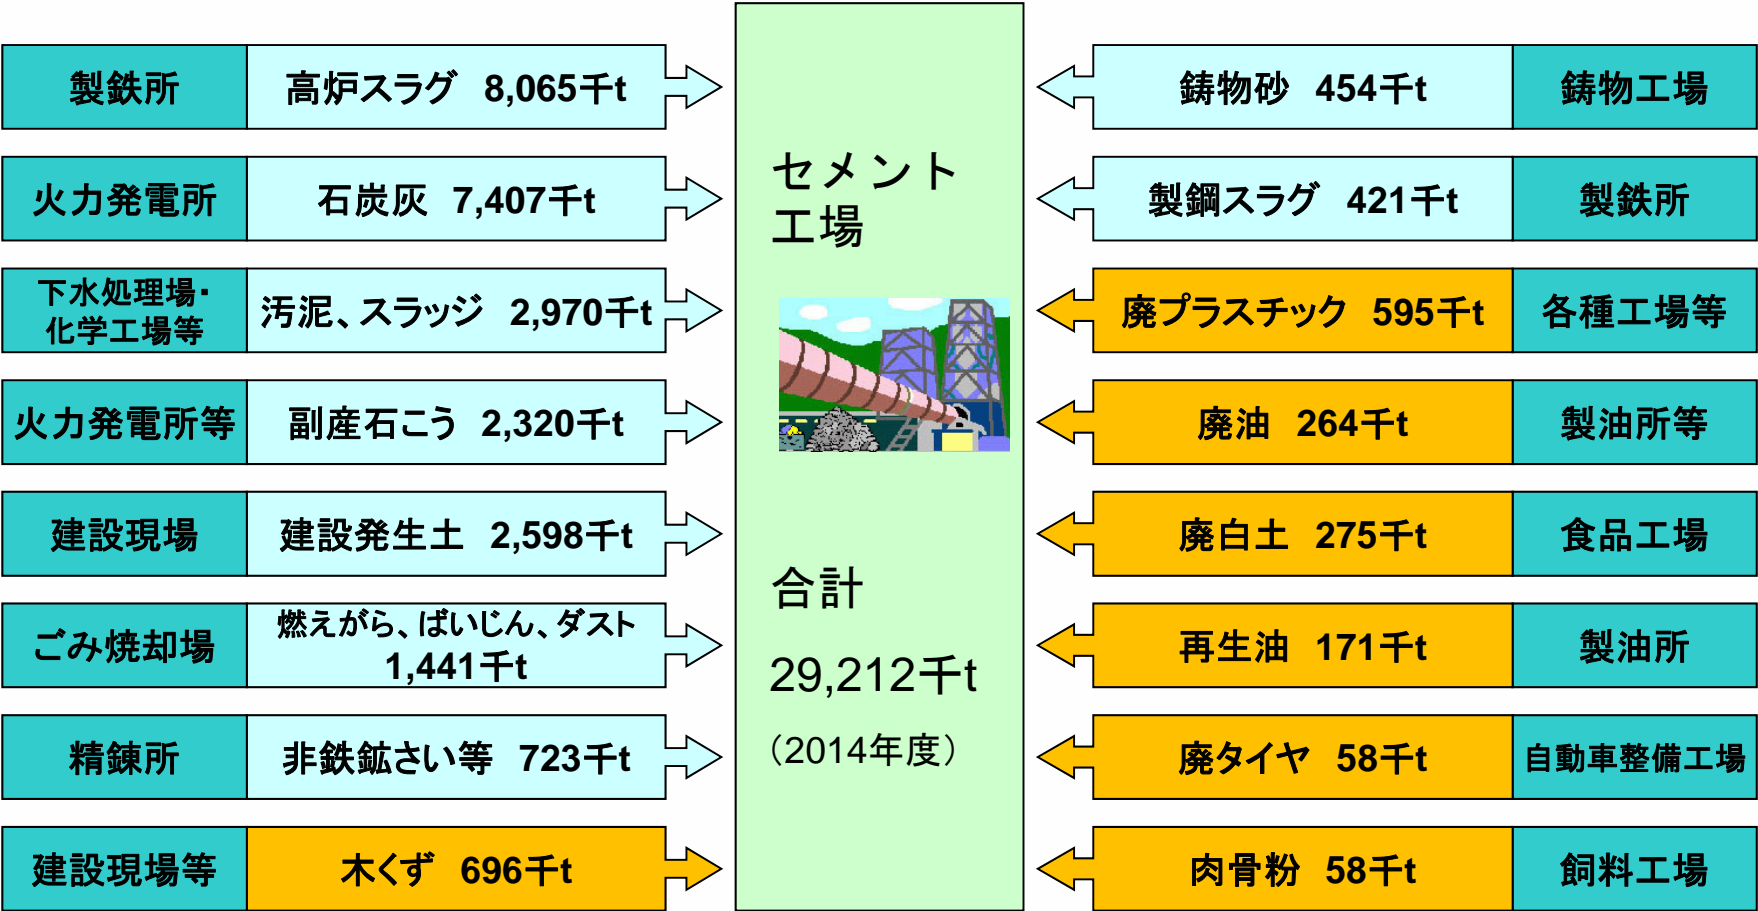 製鉄所
高炉スラグ 8,065千t
火力発電所
石炭灰 7,407千t
下水処理場・
化学工場等
汚泥、スラッジ 2,970千t
火力発電所等
副産石こう 2,320千t
建設現場
建設発生土 2,598千t
ごみ焼却場
燃えがら、ばいじん、ダスト
1,441千t
精錬所
非鉄鉱さい等 723千t
建設現場等
木くず 696千t
セメント
工場
合計
29,212千t
（2014年度）
鋳物砂 454千t
鋳物工場
製鋼スラグ 421千t
製鉄所
廃プラスチック 595千t
各種工場等
廃油 264千t
製油所等
廃白土 275千t
食品工場
再生油 171千t
製油所
廃タイヤ 58千t
自動車整備工場
肉骨粉 58千t
飼料工場